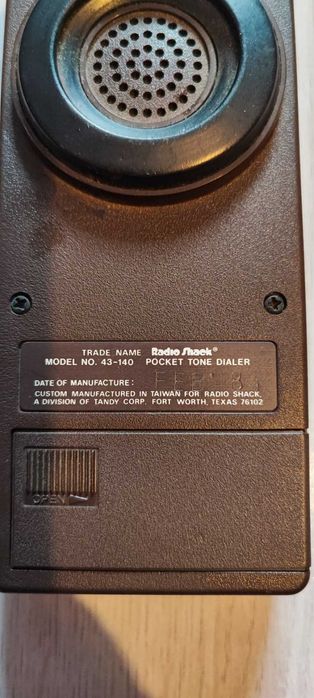 TRADE NAME Radio Shack®
MODEL NO. 43-140 POCKET TONE DIALER
DATE OF MANUFACTURE: FEB
CUSTOM MANUFACTURED IN TAIWAN FOR RADIO SHACK,
A DIVISION OF TANDY CORP. FORT WORTH, TEXAS 76102
OPEN